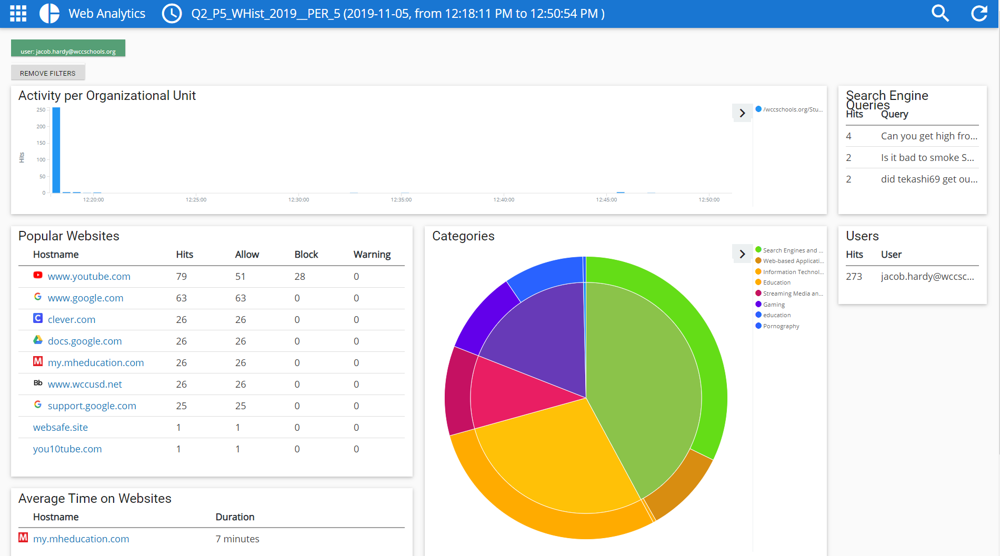 Web Analytics
Q2_P5_WHist_2019__PER_5 (2019-11-05, from 12:18:11 PM to 12:50:54 PM )
user: jacob.hardy@wccschools.org
REMOVE FILTERS
Activity per Organizational Unit
Hits
250
200
150
100
50
0
12:20:00
12:25:00
12:30:00
12:35:00
12:40:00
12:45:00
12:50:00
/wccschools.org/Stu...
Search Engine
Queries
Hits Query
4 Can you get high fro...
2 Is it bad to smoke S...
2 did tekashi69 get ou...
Popular Websites
Hostname Hits Allow Block Warning
www.youtube.com 79 51 28 0
G www.google.com 63 63 0 0
C clever.com 26 26 0 0
docs.google.com 26 26 0 0
M my.mheducation.com 26 26 0 0
Bb www.wccusd.net 26 26 0 0
G support.google.com 25 25 0 0
websafe.site 1 1 0 0
you10tube.com 1 1 0 0
Categories
Search Engines and ...
Web-based Applicati...
Information Technol...
Education
Streaming Media an...
Gaming
education
Pornography
Users
Hits User
273 jacob.hardy@wccsc...
Average Time on Websites
Hostname Duration
M my.mheducation.com 7 minutes